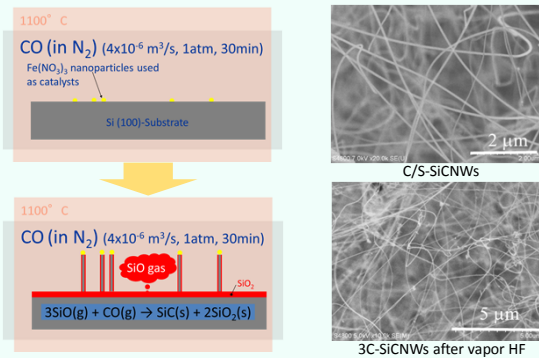 1100° C
CO (in N₂) (4x10⁻⁶ m³/s, 1atm, 30min)
Fe(NO₃)₃ nanoparticles used
as catalysts
Si (100)-Substrate
1100° C
CO (in N₂) (4x10⁻⁶ m³/s, 1atm, 30min)
SiO gas
SiO₂
3SiO(g) + CO(g) → SiC(s) + 2SiO₂(s)
2 μm
C/S-SiCNWs
5 μm
3C-SiCNWs after vapor HF